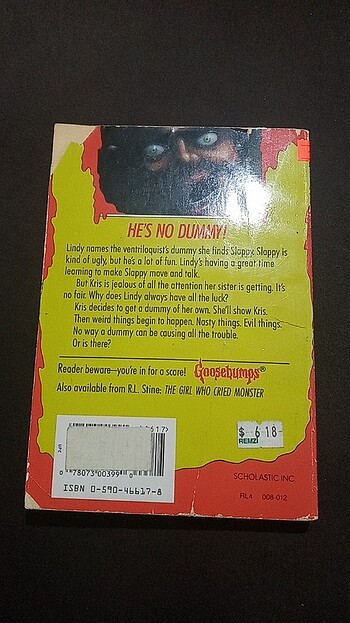 HE'S NO DUMMY!
Lindy names the ventriloquist's dummy she finds Slappy. Slappy is
kind of ugly, but he's a lot of fun. Lindy's having a great time
learning to make Slappy move and talk.
But Kris is jealous of all the attention her sister is getting. It's
no fair. Why does Lindy always have all the luck?
Kris decides to get a dummy of her own. She'll show Kris.
Then weird things begin to happen. Nasty things. Evil things.
No way a dummy can be causing all the trouble.
Or is there?
Reader beware—you're in for a scare! Goosebumps®
Also available from R.L. Stine: THE GIRL WHO CRIED MONSTER
$ 6 18
REMZİ
0 78073 00399 0
ISBN 0-590-46617-8
SCHOLASTIC INC
RL4 008-012